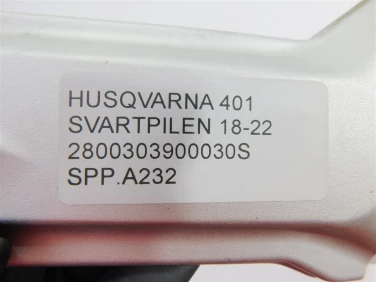 HUSQVARNA 401
SVARTPILEN 18-22
2800303900030S
SPP.A232